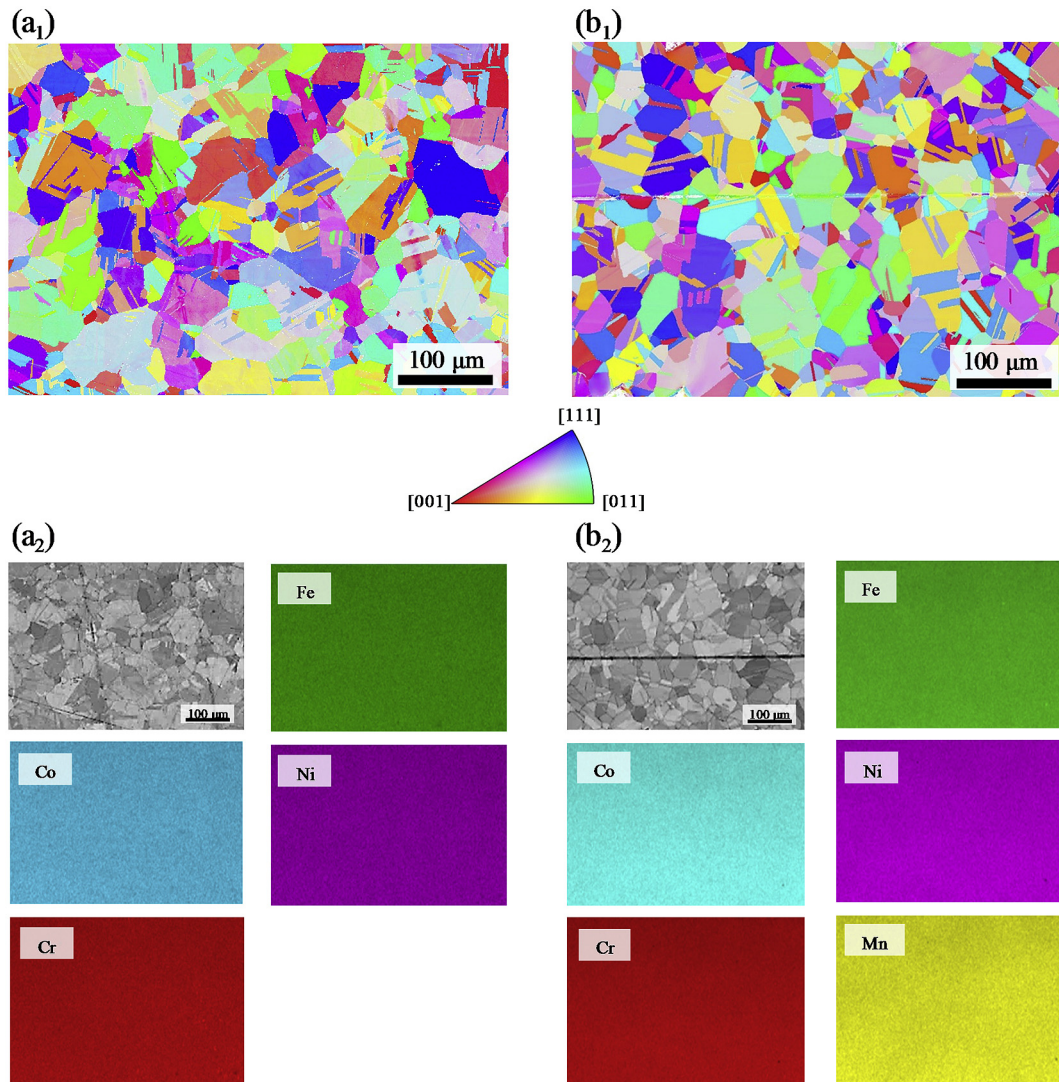 (a1)
(b1)
100 μm
100 μm
[111]
[001]
[011]
(a2)
(b2)
Fe
Fe
100 μm
100 μm
Co
Ni
Co
Ni
Cr
Cr
Mn